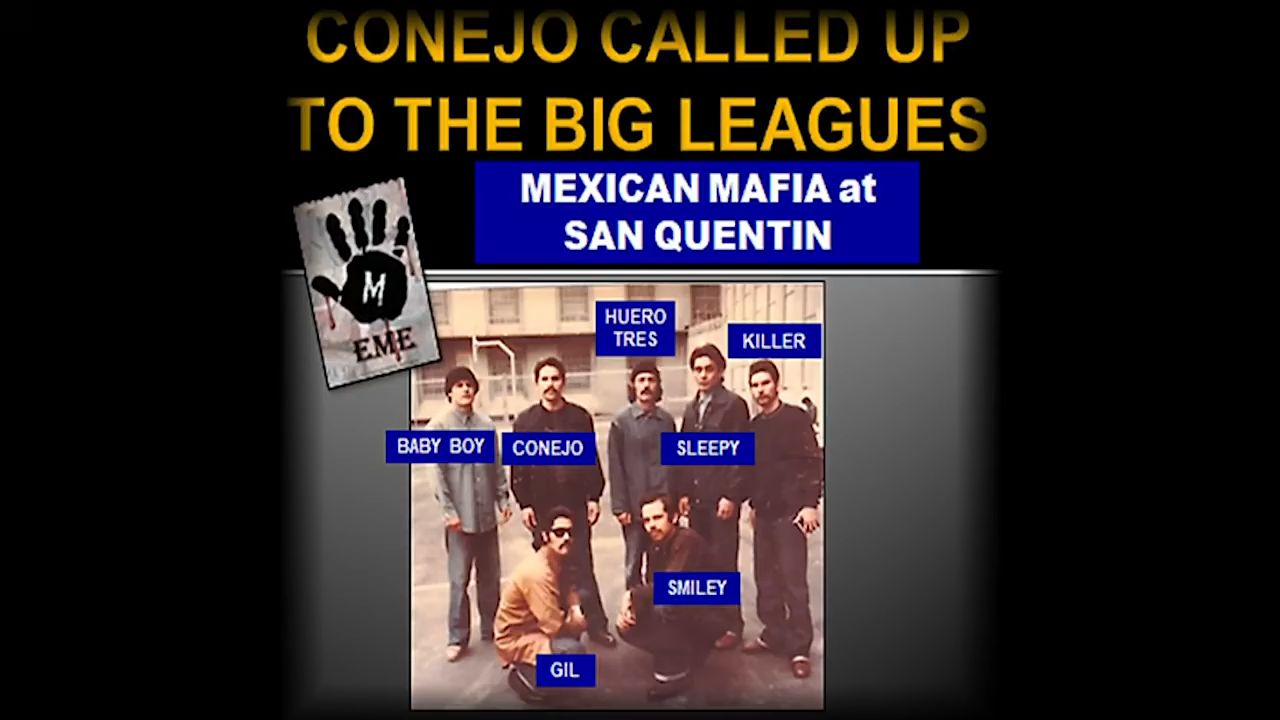 CONEJO CALLED UP
TO THE BIG LEAGUES
MEXICAN MAFIA at
SAN QUENTIN
M
EME
HUERO
TRES
KILLER
BABY BOY
CONEJO
SLEEPY
SMILEY
GIL